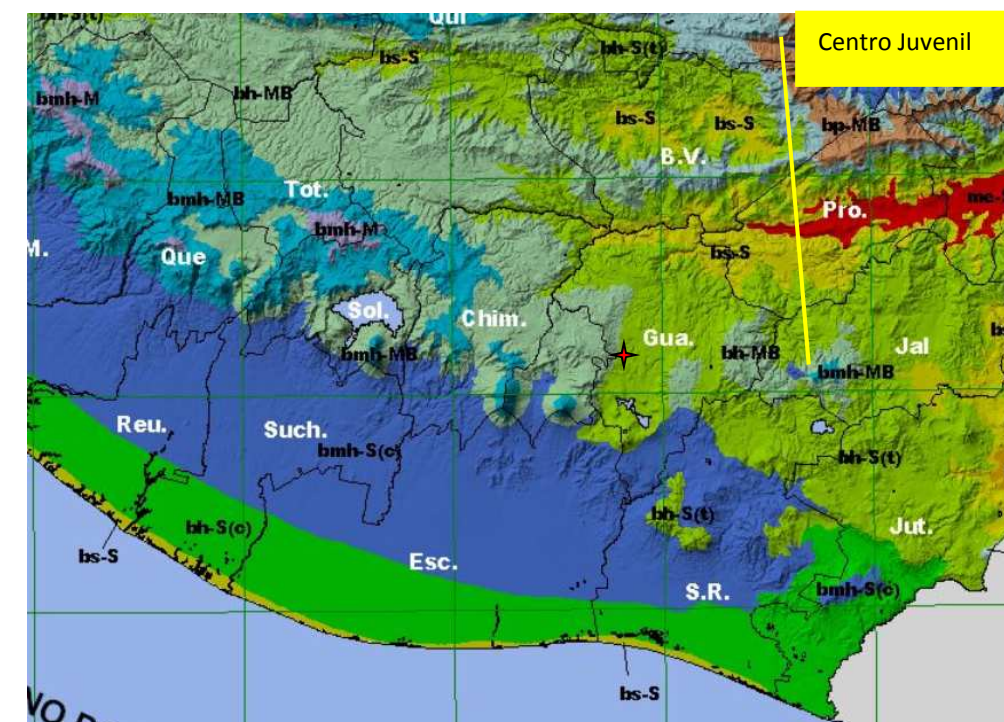 Qui
Centro Juvenil
bs-S
bh-S(t)
bmh-M
bh-MB
bs-S
bs-S
bp-MB
B.V.
bmh-MB
Tot.
bmh-M
Pro.
M.
Que
bs-S
Sol.
Chim.
Gua.
bmh-MB
bh-MB
Jal
bmh-MB
Reu.
Such.
bmh-S(c)
bh-S(t)
bh-S(t)
bh-S(c)
Jut.
bs-S
Esc.
S.R.
bmh-S(c)
bs-S